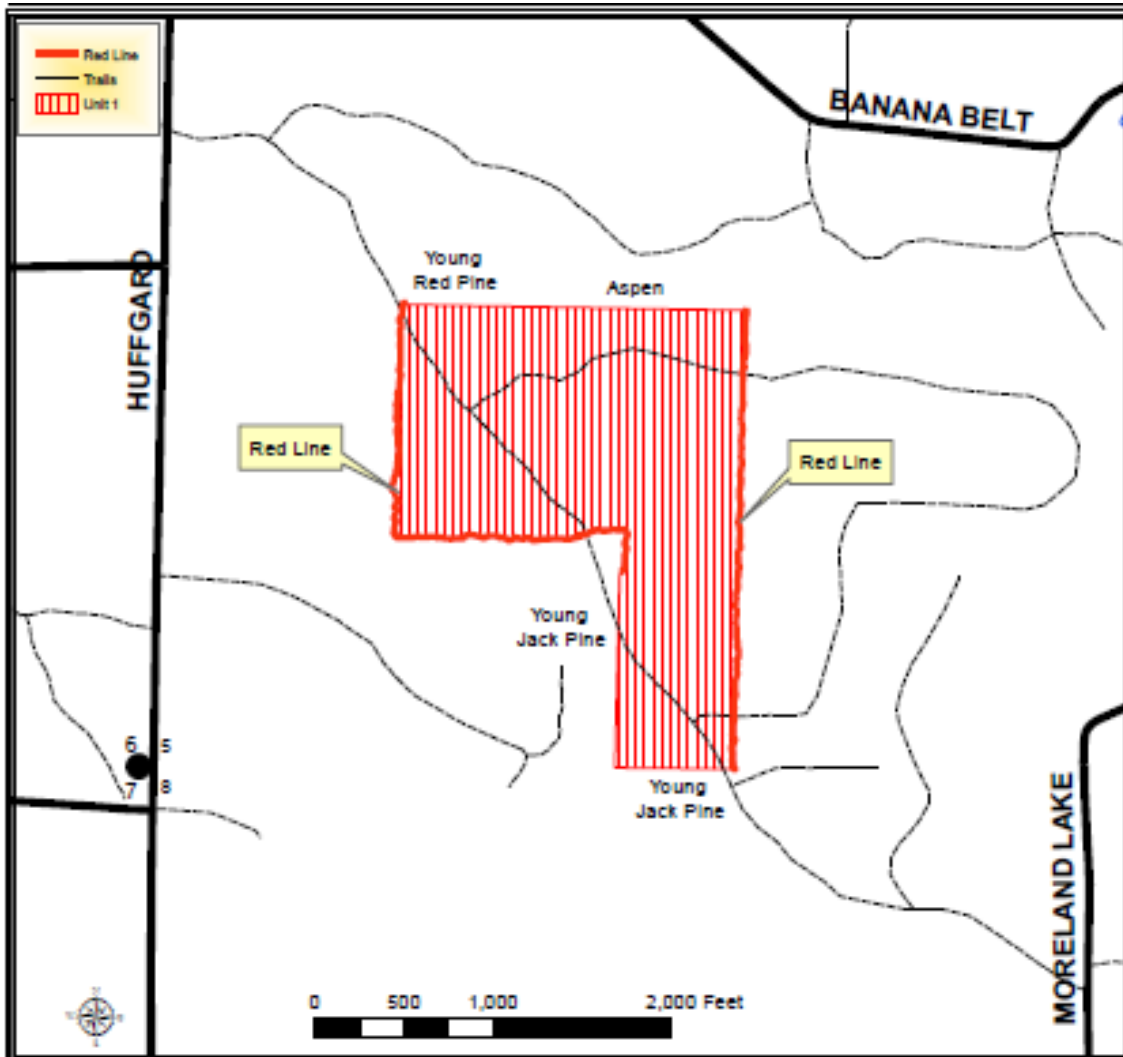 Red Line
Trails
Unit 1
BANANA BELT
HUFFGARD
Young
Red Pine
Aspen
Red Line
Red Line
Young
Jack Pine
6 5
7 8
Young
Jack Pine
MORELAND LAKE
0 500 1,000 2,000 Feet